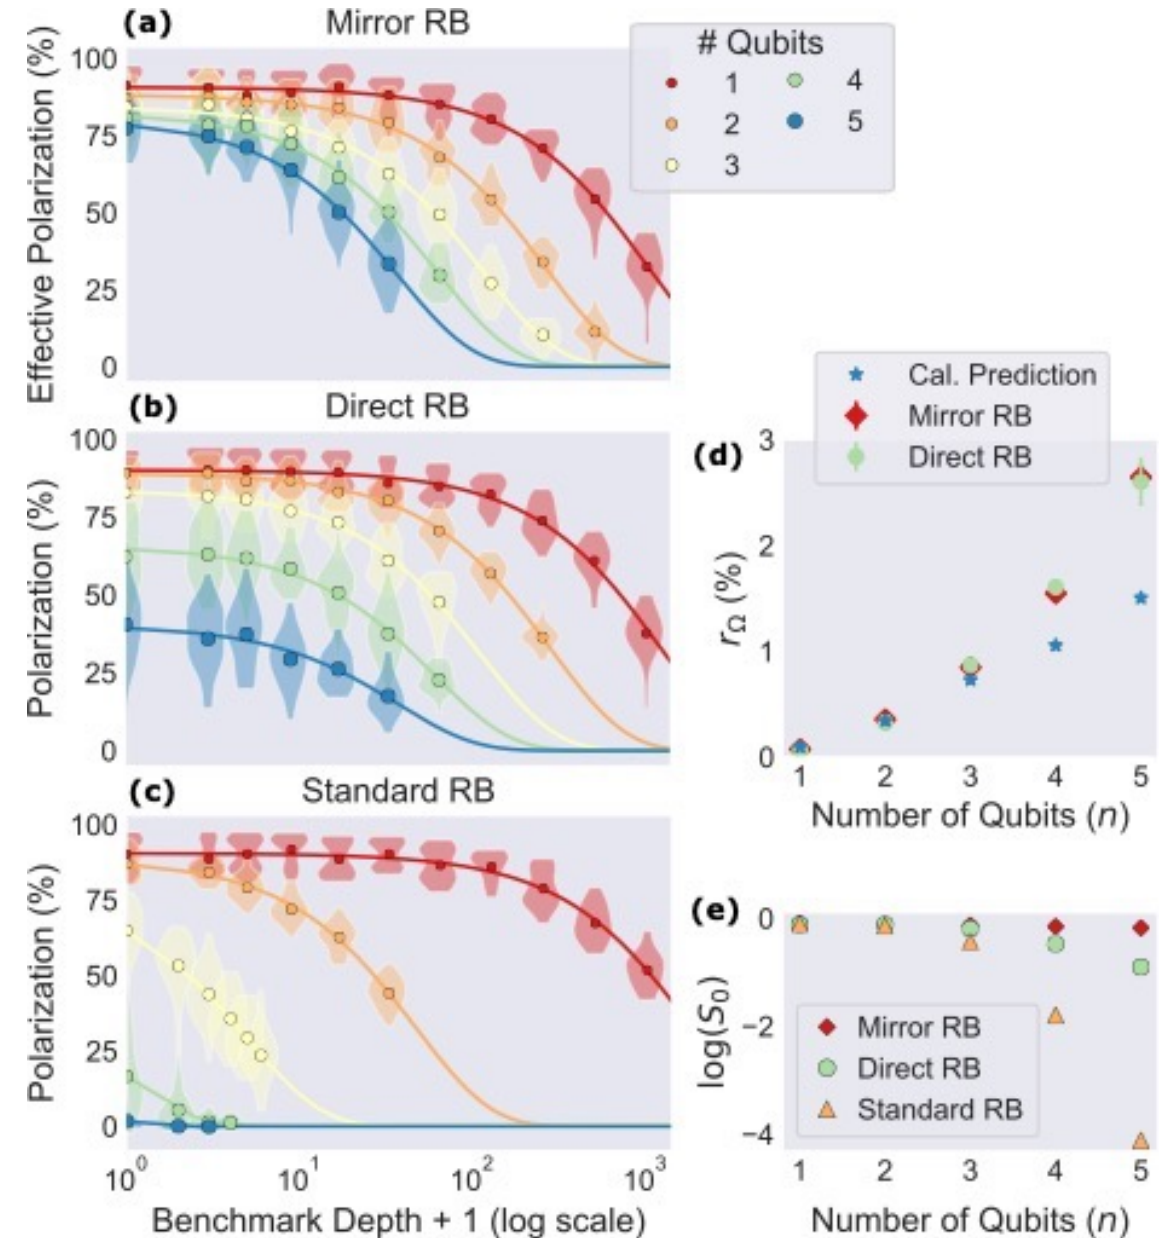 (a) Mirror RB
# Qubits
1
2
3
4
5
Effective Polarization (%)
100
75
50
25
0
(b) Direct RB
Polarization (%)
100
75
50
25
0
(c) Standard RB
Polarization (%)
100
75
50
25
0
10⁰ 10¹ 10² 10³
Benchmark Depth + 1 (log scale)
Cal. Prediction
Mirror RB
Direct RB
(d)
rΩ (%)
3
2
1
0
1 2 3 4 5
Number of Qubits (n)
(e)
log(S₀)
0
−2
−4
Mirror RB
Direct RB
Standard RB
1 2 3 4 5
Number of Qubits (n)